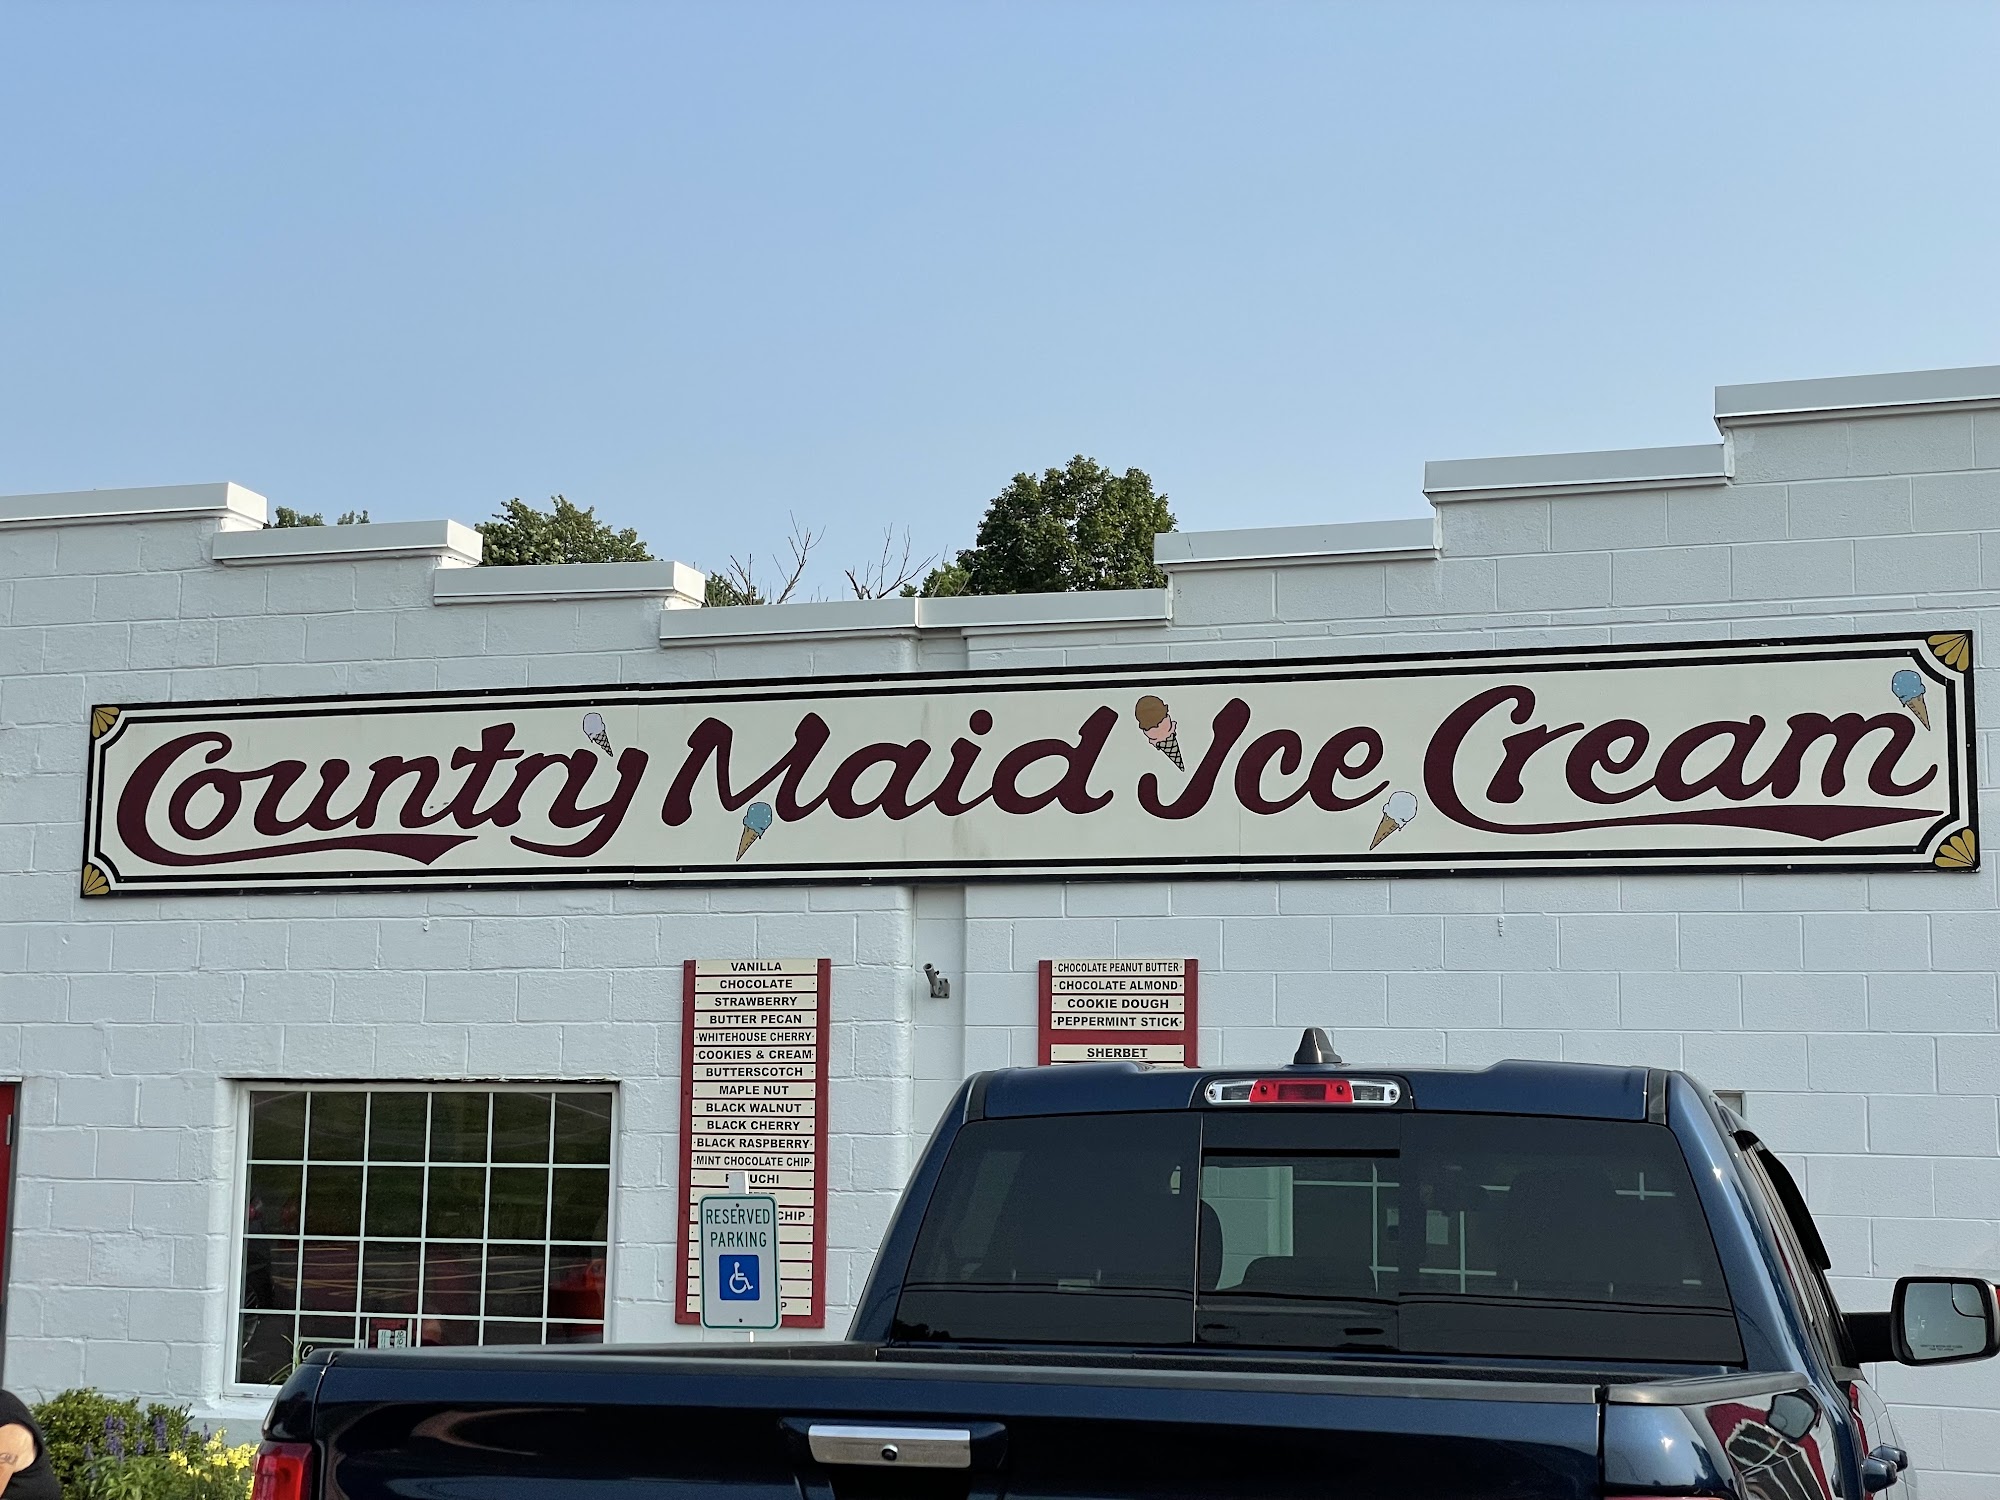 Country Maid Ice Cream
VANILLA
CHOCOLATE
STRAWBERRY
BUTTER PECAN
WHITEHOUSE CHERRY
COOKIES & CREAM
BUTTERSCOTCH
MAPLE NUT
BLACK WALNUT
BLACK CHERRY
BLACK RASPBERRY
MINT CHOCOLATE CHIP
CHIP
CHOCOLATE PEANUT BUTTER
CHOCOLATE ALMOND
COOKIE DOUGH
PEPPERMINT STICK
SHERBET
RESERVED
PARKING